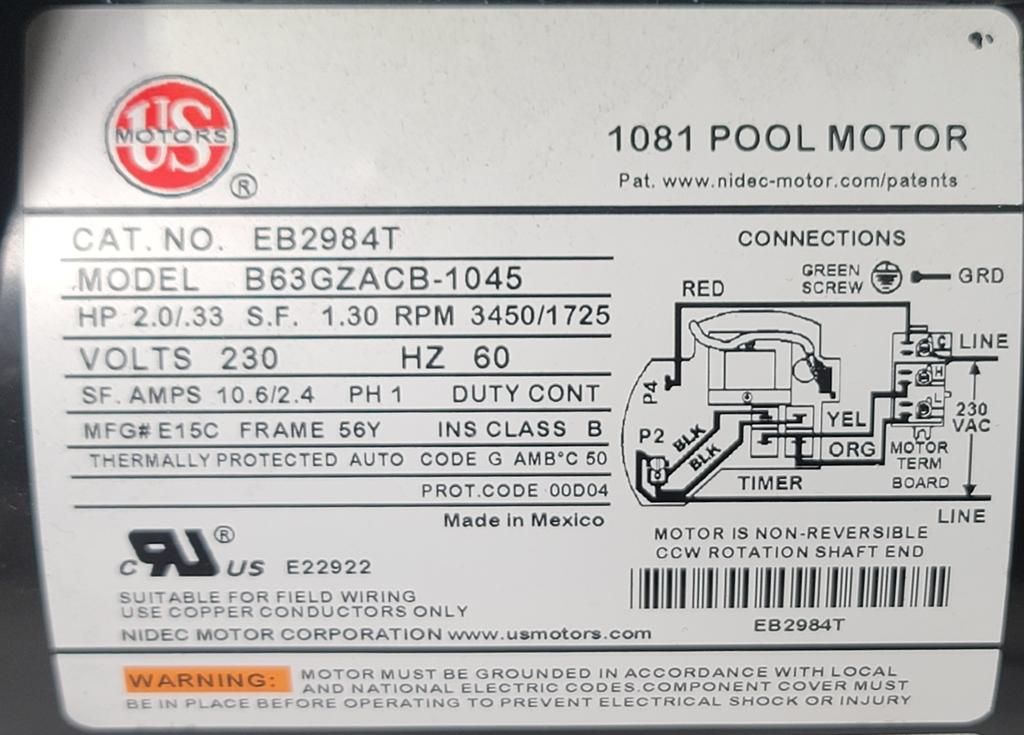 US
MOTORS
®
1081 POOL MOTOR
Pat. www.nidec-motor.com/patents
CAT. NO. EB2984T
MODEL B63GZACB-1045
HP 2.0/.33 S.F. 1.30 RPM 3450/1725
VOLTS 230 HZ 60
SF. AMPS 10.6/2.4 PH 1 DUTY CONT
MFG# E15C FRAME 56Y INS CLASS B
THERMALLY PROTECTED AUTO CODE G AMB°C 50
PROT.CODE 00D04
Made in Mexico
C RU US ® E22922
SUITABLE FOR FIELD WIRING
USE COPPER CONDUCTORS ONLY
NIDEC MOTOR CORPORATION www.usmotors.com
CONNECTIONS
GREEN
SCREW
GRD
RED
C
LINE
H
L
P4
230
VAC
YEL
P2
BLK
BLK
ORG
MOTOR
TERM
BOARD
TIMER
LINE
MOTOR IS NON-REVERSIBLE
CCW ROTATION SHAFT END
EB2984T
WARNING: MOTOR MUST BE GROUNDED IN ACCORDANCE WITH LOCAL
AND NATIONAL ELECTRIC CODES.COMPONENT COVER MUST
BE IN PLACE BEFORE OPERATING TO PREVENT ELECTRICAL SHOCK OR INJURY